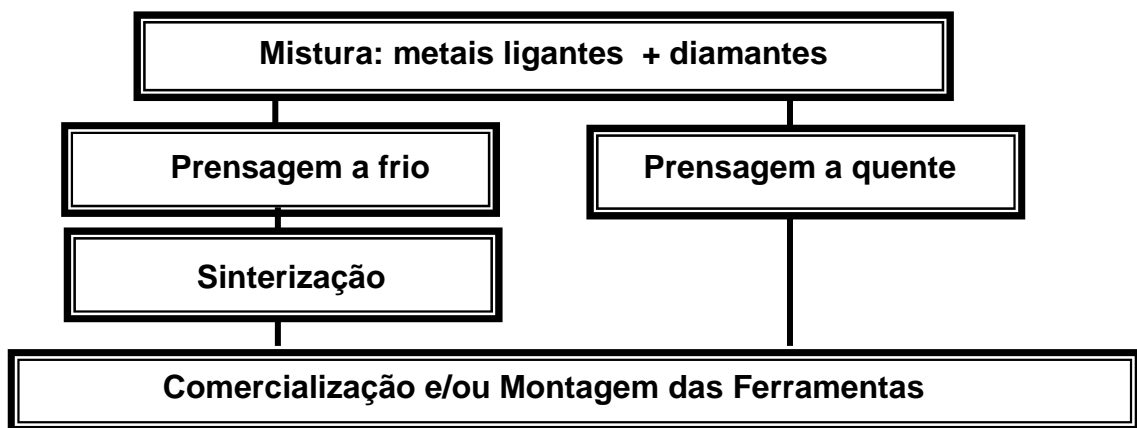 Mistura: metais ligantes + diamantes
Prensagem a frio
Prensagem a quente
Sinterização
Comercialização e/ou Montagem das Ferramentas